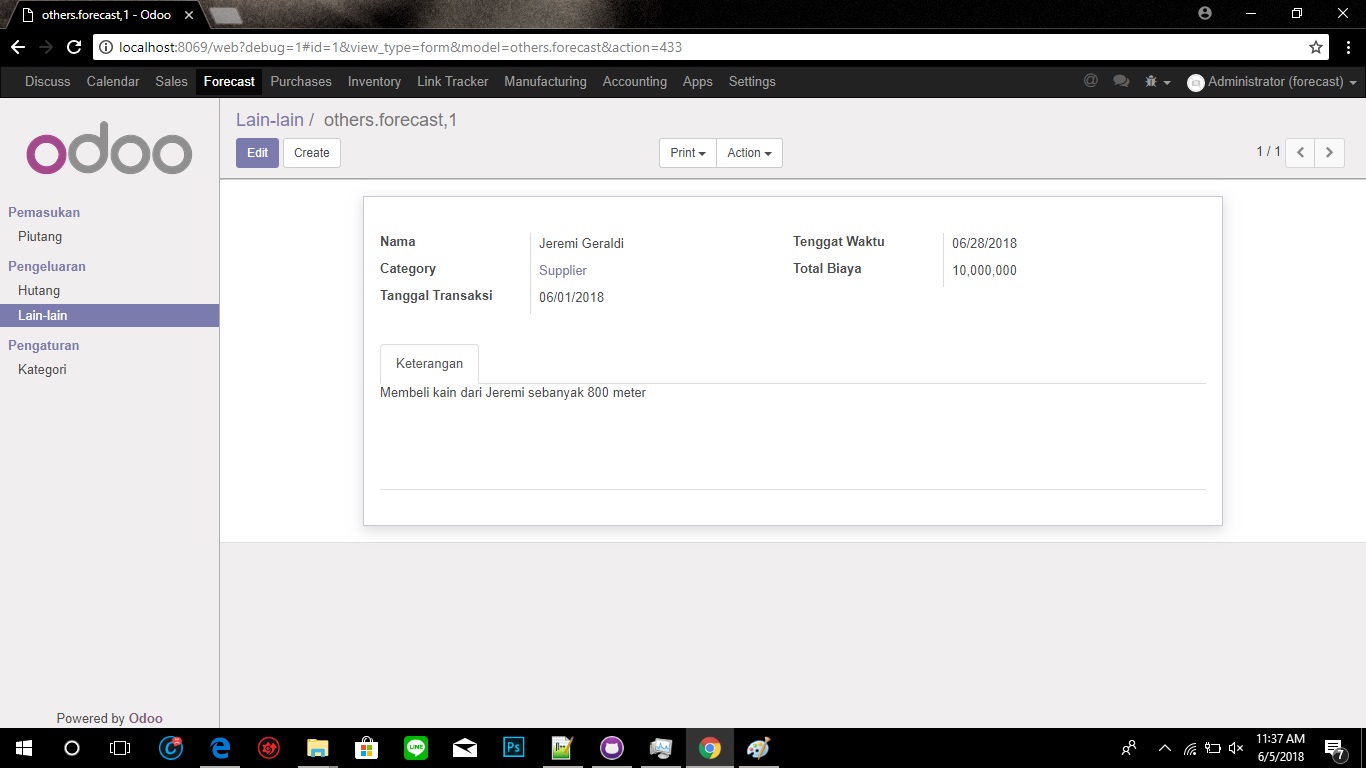 others.forecast,1 - Odoo
localhost:8069/web?debug=1#id=1&view_type=form&model=others.forecast&action=433
Discuss Calendar Sales Forecast Purchases Inventory Link Tracker Manufacturing Accounting Apps Settings @ Administrator (forecast)
odoo
Lain-lain / others.forecast,1
Edit Create Print Action 1 / 1
Pemasukan
Piutang
Pengeluaran
Hutang
Lain-lain
Pengaturan
Kategori
Nama Jeremi Geraldi Tenggat Waktu 06/28/2018
Category Supplier Total Biaya 10,000,000
Tanggal Transaksi 06/01/2018
Keterangan
Membeli kain dari Jeremi sebanyak 800 meter
Powered by Odoo
LINE
Ps
11:37 AM
6/5/2018
7